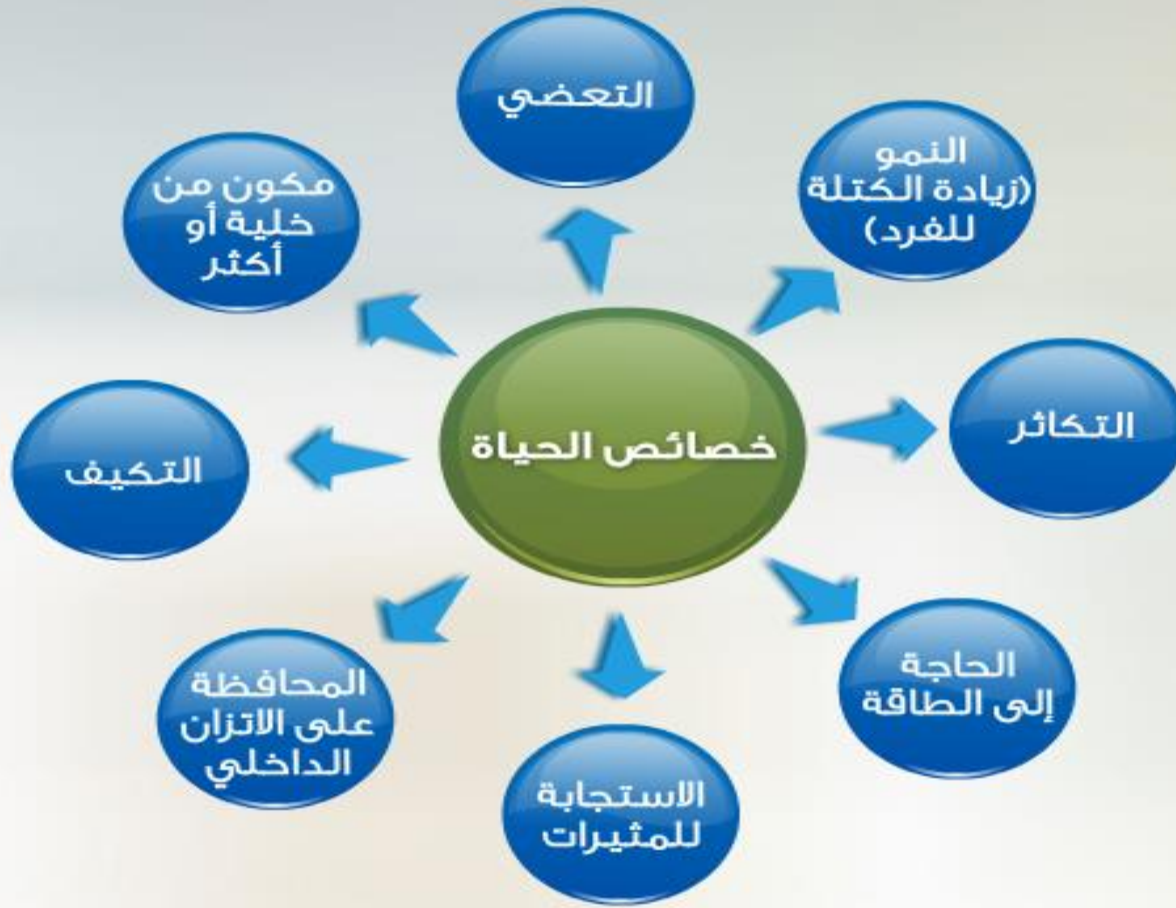 خصائص الحياة
التعضي
النمو
(زيادة الكتلة
للفرد)
التكاثر
الحاجة
إلى الطاقة
الاستجابة
للمثيرات
المحافظة
على الاتزان
الداخلي
التكيف
مكون من
خلية أو
أكثر